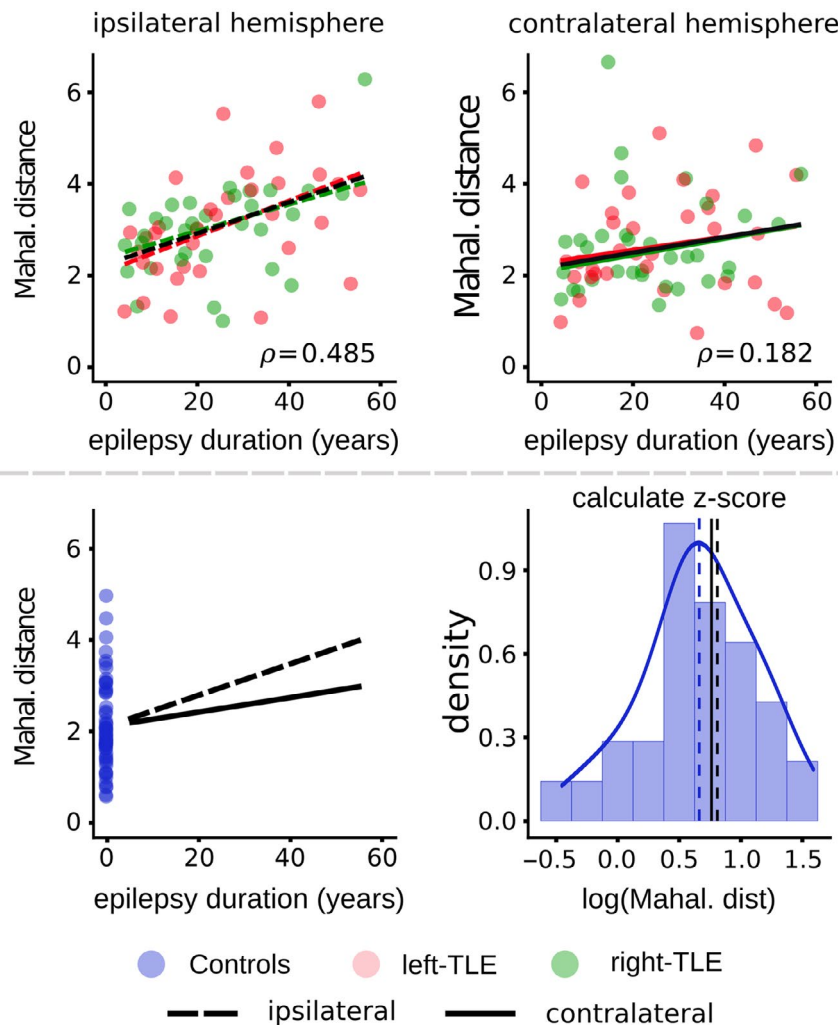 ipsilateral hemisphere
contralateral hemisphere
Mahal. distance
6
4
2
0
ρ=0.485
0 20 40 60
epilepsy duration (years)
Mahal. distance
6
4
2
0
ρ=0.182
0 20 40 60
epilepsy duration (years)
Mahal. distance
6
4
2
0
0 20 40 60
epilepsy duration (years)
calculate z-score
density
0.9
0.6
0.3
0.0
−0.5 0.0 0.5 1.0 1.5
log(Mahal. dist)
Controls left-TLE right-TLE
ipsilateral contralateral